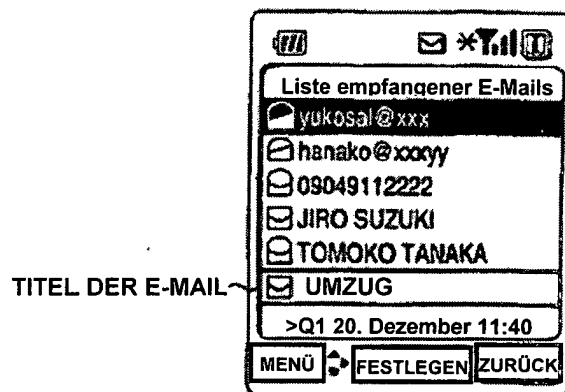 Liste empfangener E-Mails
yukosal@xxx
hanako@xxxyy
09049112222
JIRO SUZUKI
TOMOKO TANAKA
TITEL DER E-MAIL
UMZUG
>Q1 20. Dezember 11:40
MENÜ FESTLEGEN ZURÜCK